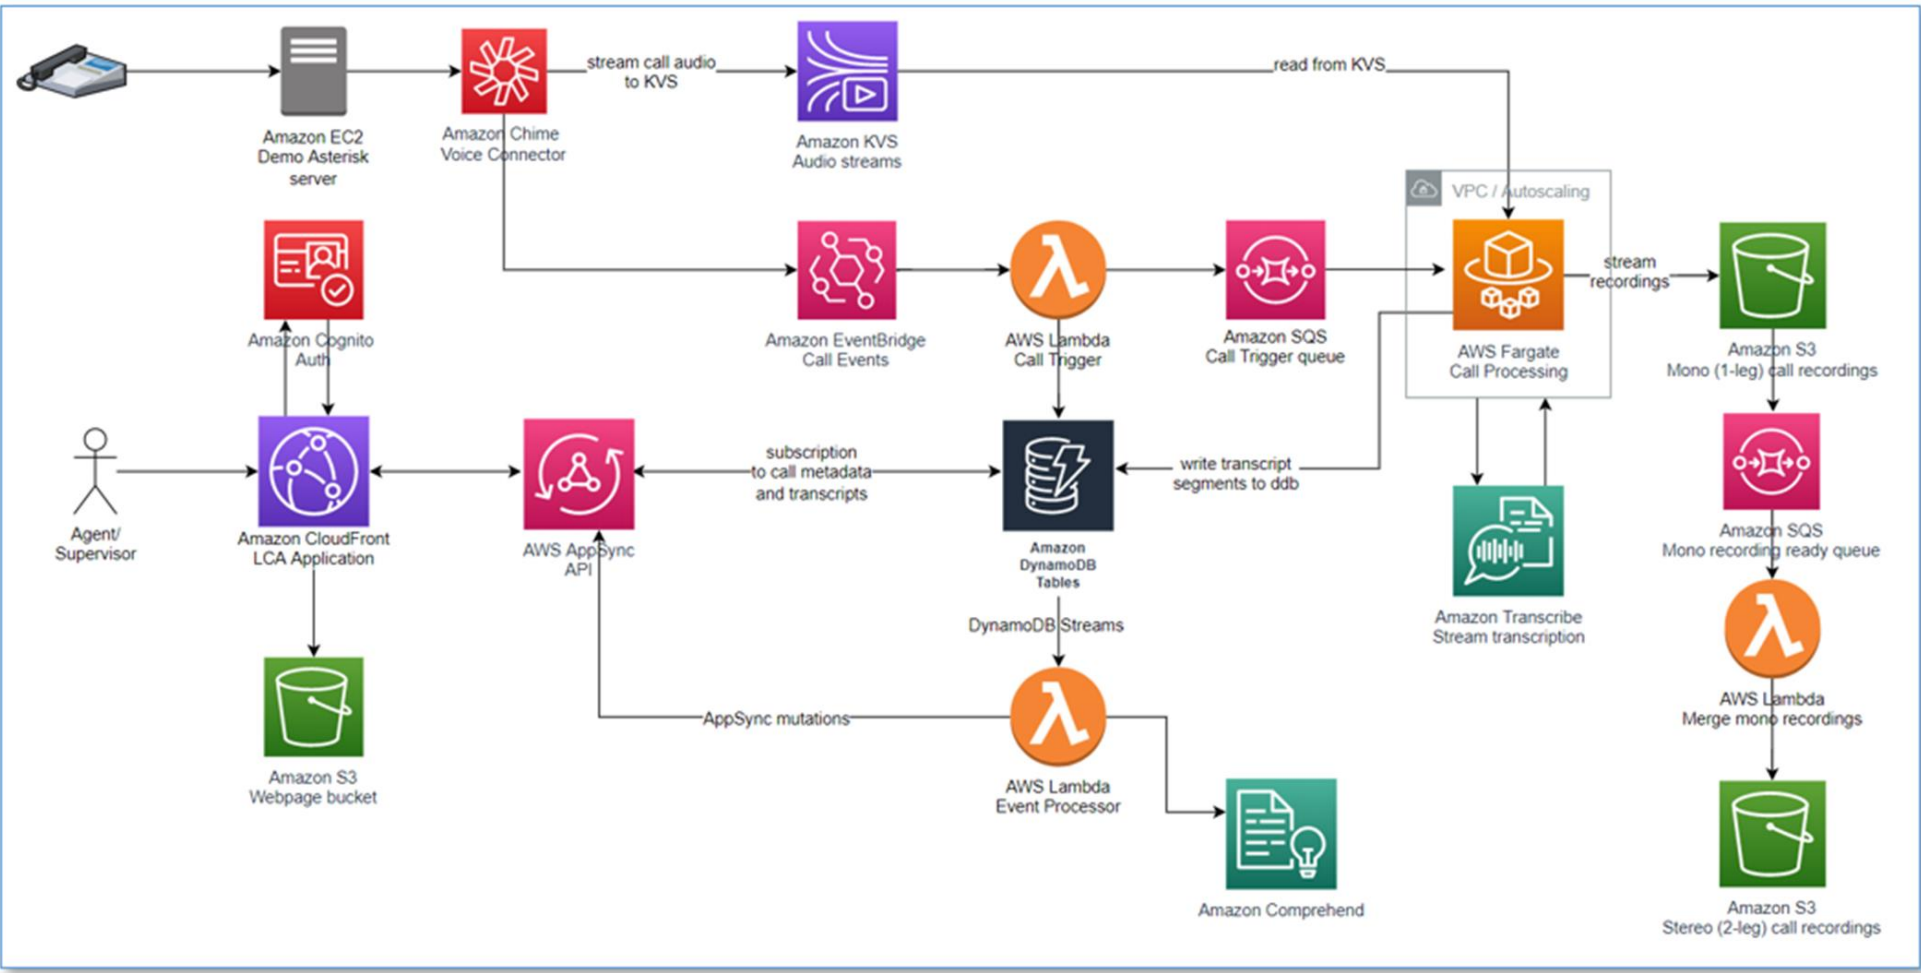 stream call audio
to KVS
read from KVS
Amazon EC2
Demo Asterisk
server
Amazon Chime
Voice Connector
Amazon KVS
Audio streams
VPC / Autoscaling
stream
recordings
Amazon Cognito
Auth
Amazon EventBridge
Call Events
AWS Lambda
Call Trigger
Amazon SQS
Call Trigger queue
AWS Fargate
Call Processing
Amazon S3
Mono (1-leg) call recordings
subscription
to call metadata
and transcripts
write transcript
segments to ddb
Agent/
Supervisor
Amazon CloudFront
LCA Application
AWS AppSync
API
Amazon
DynamoDB
Tables
Amazon SQS
Mono recording ready queue
DynamoDB Streams
Amazon Transcribe
Stream transcription
AppSync mutations
AWS Lambda
Merge mono recordings
Amazon S3
Webpage bucket
AWS Lambda
Event Processor
Amazon Comprehend
Amazon S3
Stereo (2-leg) call recordings